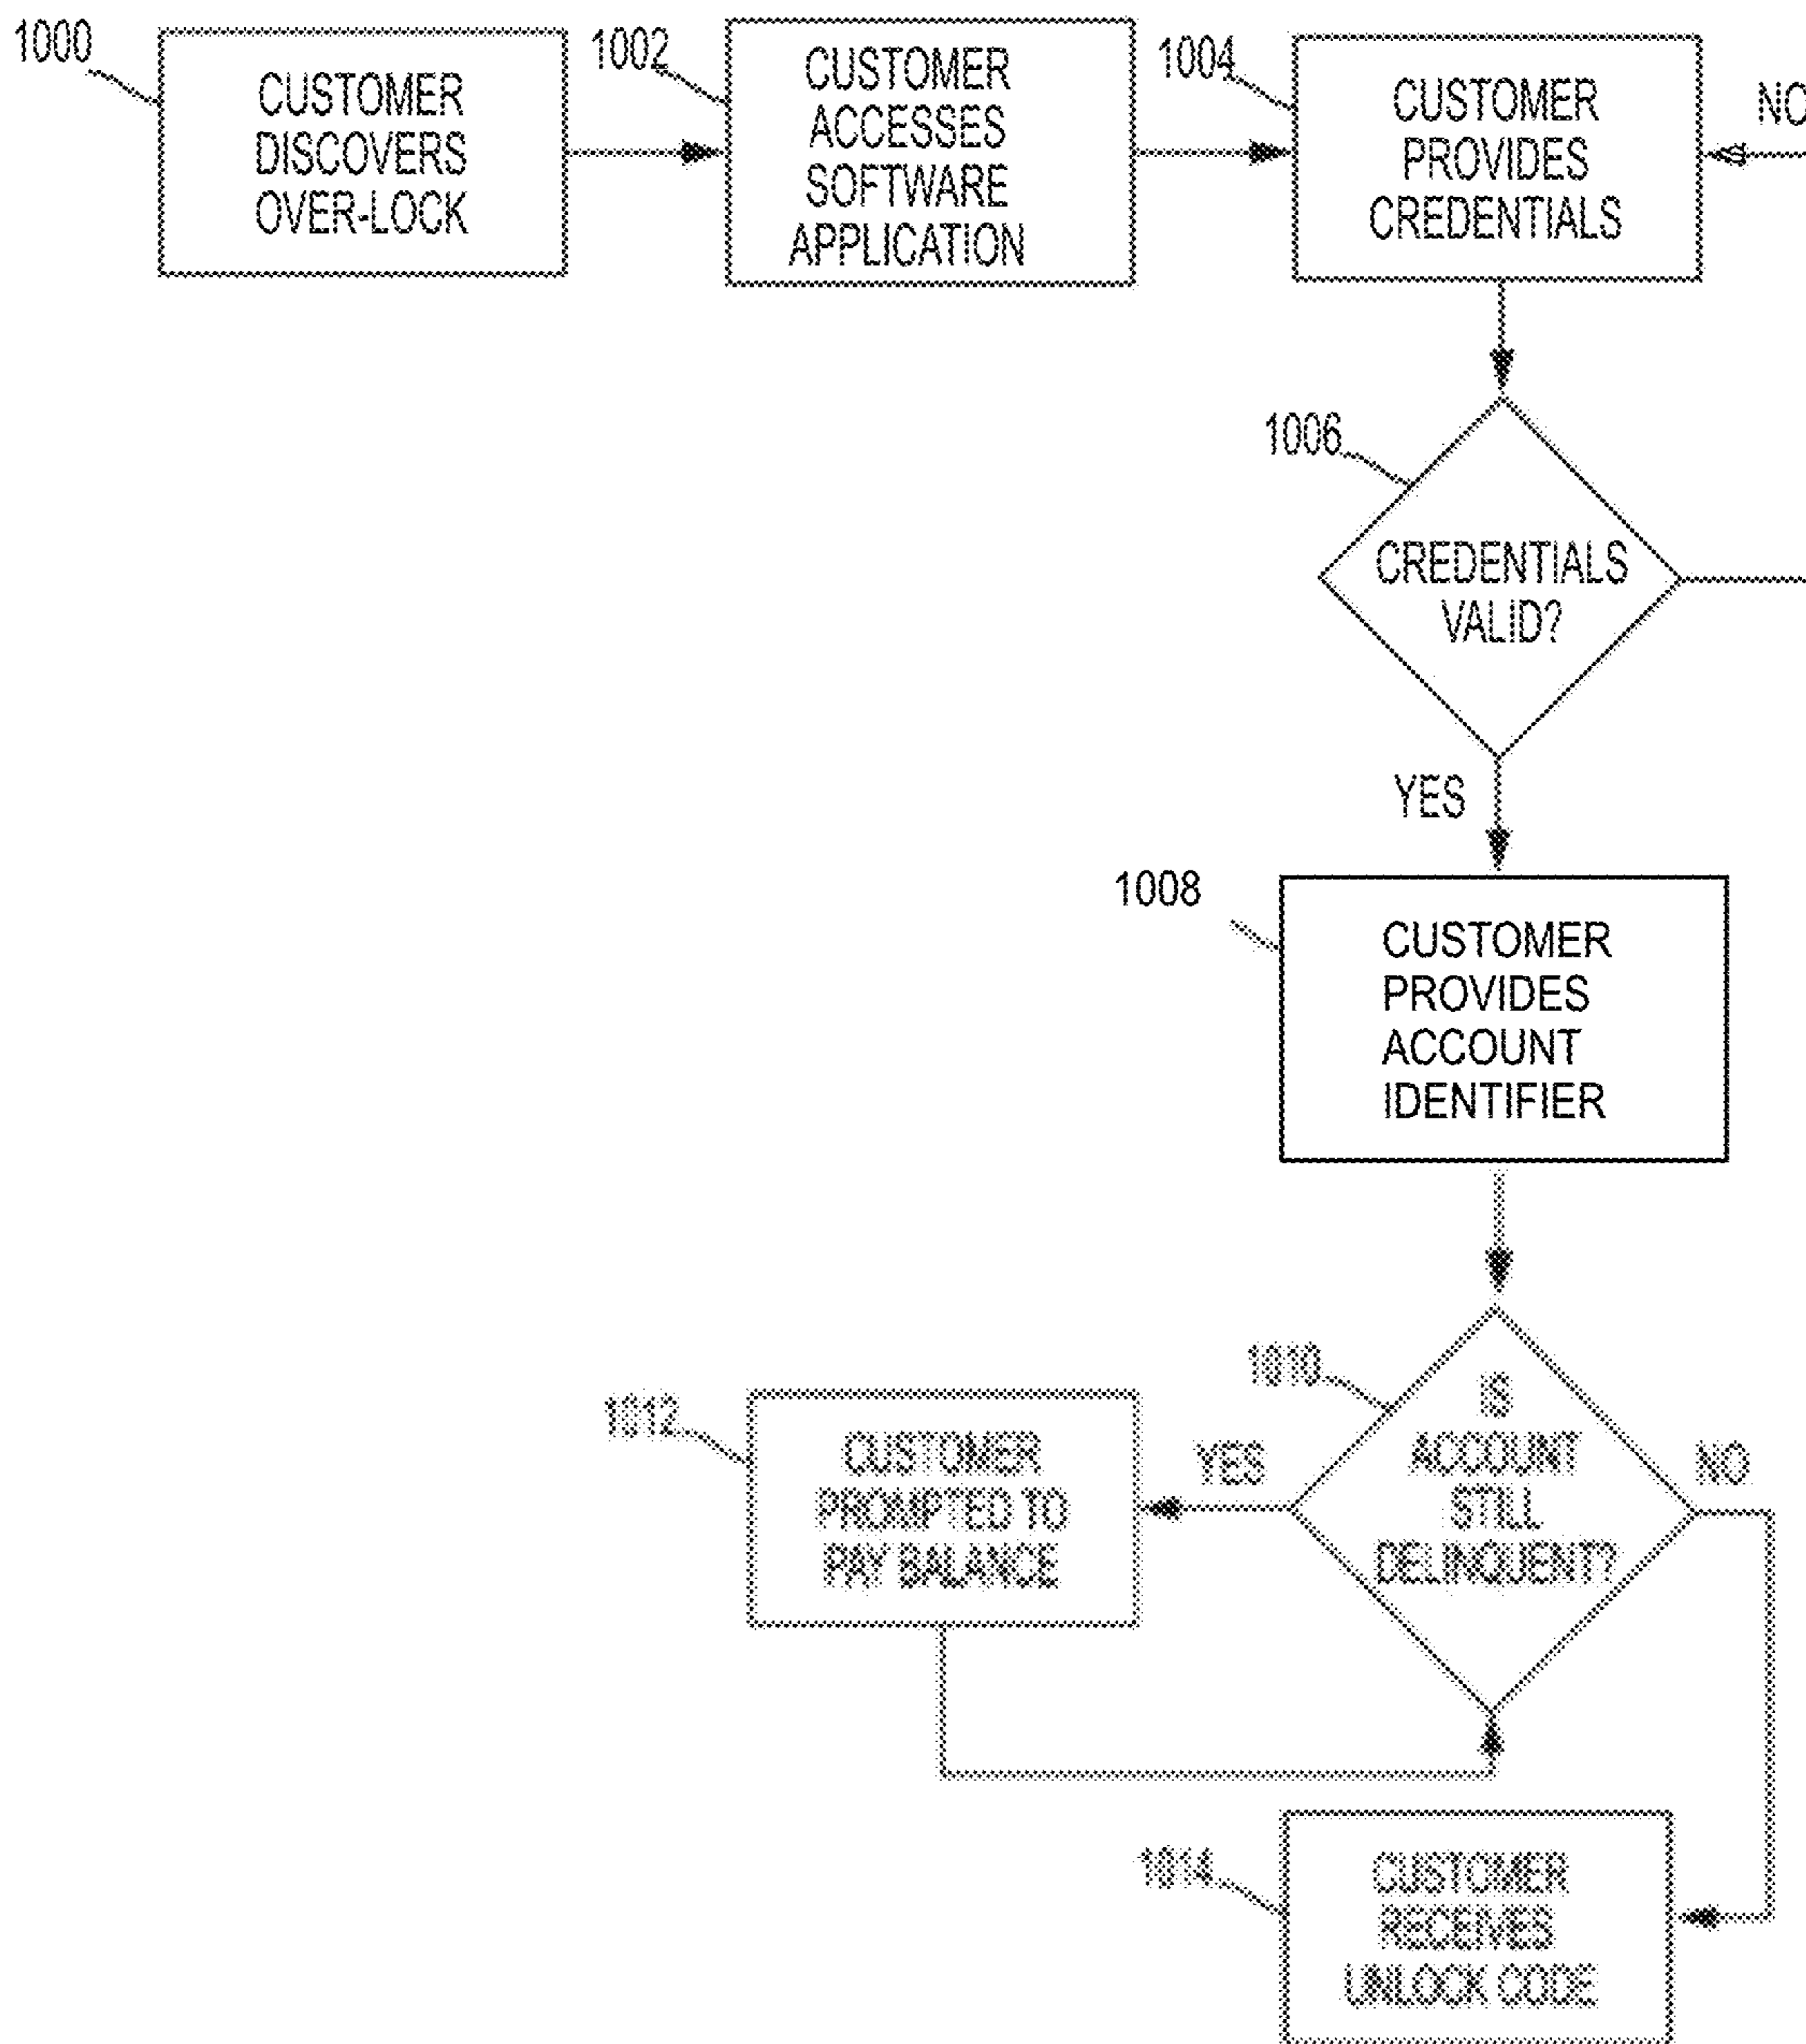 1000
CUSTOMER
DISCOVERS
OVER-LOCK
1002
CUSTOMER
ACCESSES
SOFTWARE
APPLICATION
1004
CUSTOMER
PROVIDES
CREDENTIALS
NO
1006
CREDENTIALS
VALID?
YES
1008
CUSTOMER
PROVIDES
ACCOUNT
IDENTIFIER
1010
IS
ACCOUNT
STILL
DELINQUENT?
YES
NO
1012
CUSTOMER
PROMPTED TO
PAY BALANCE
1014
CUSTOMER
RECEIVES
UNLOCK CODE